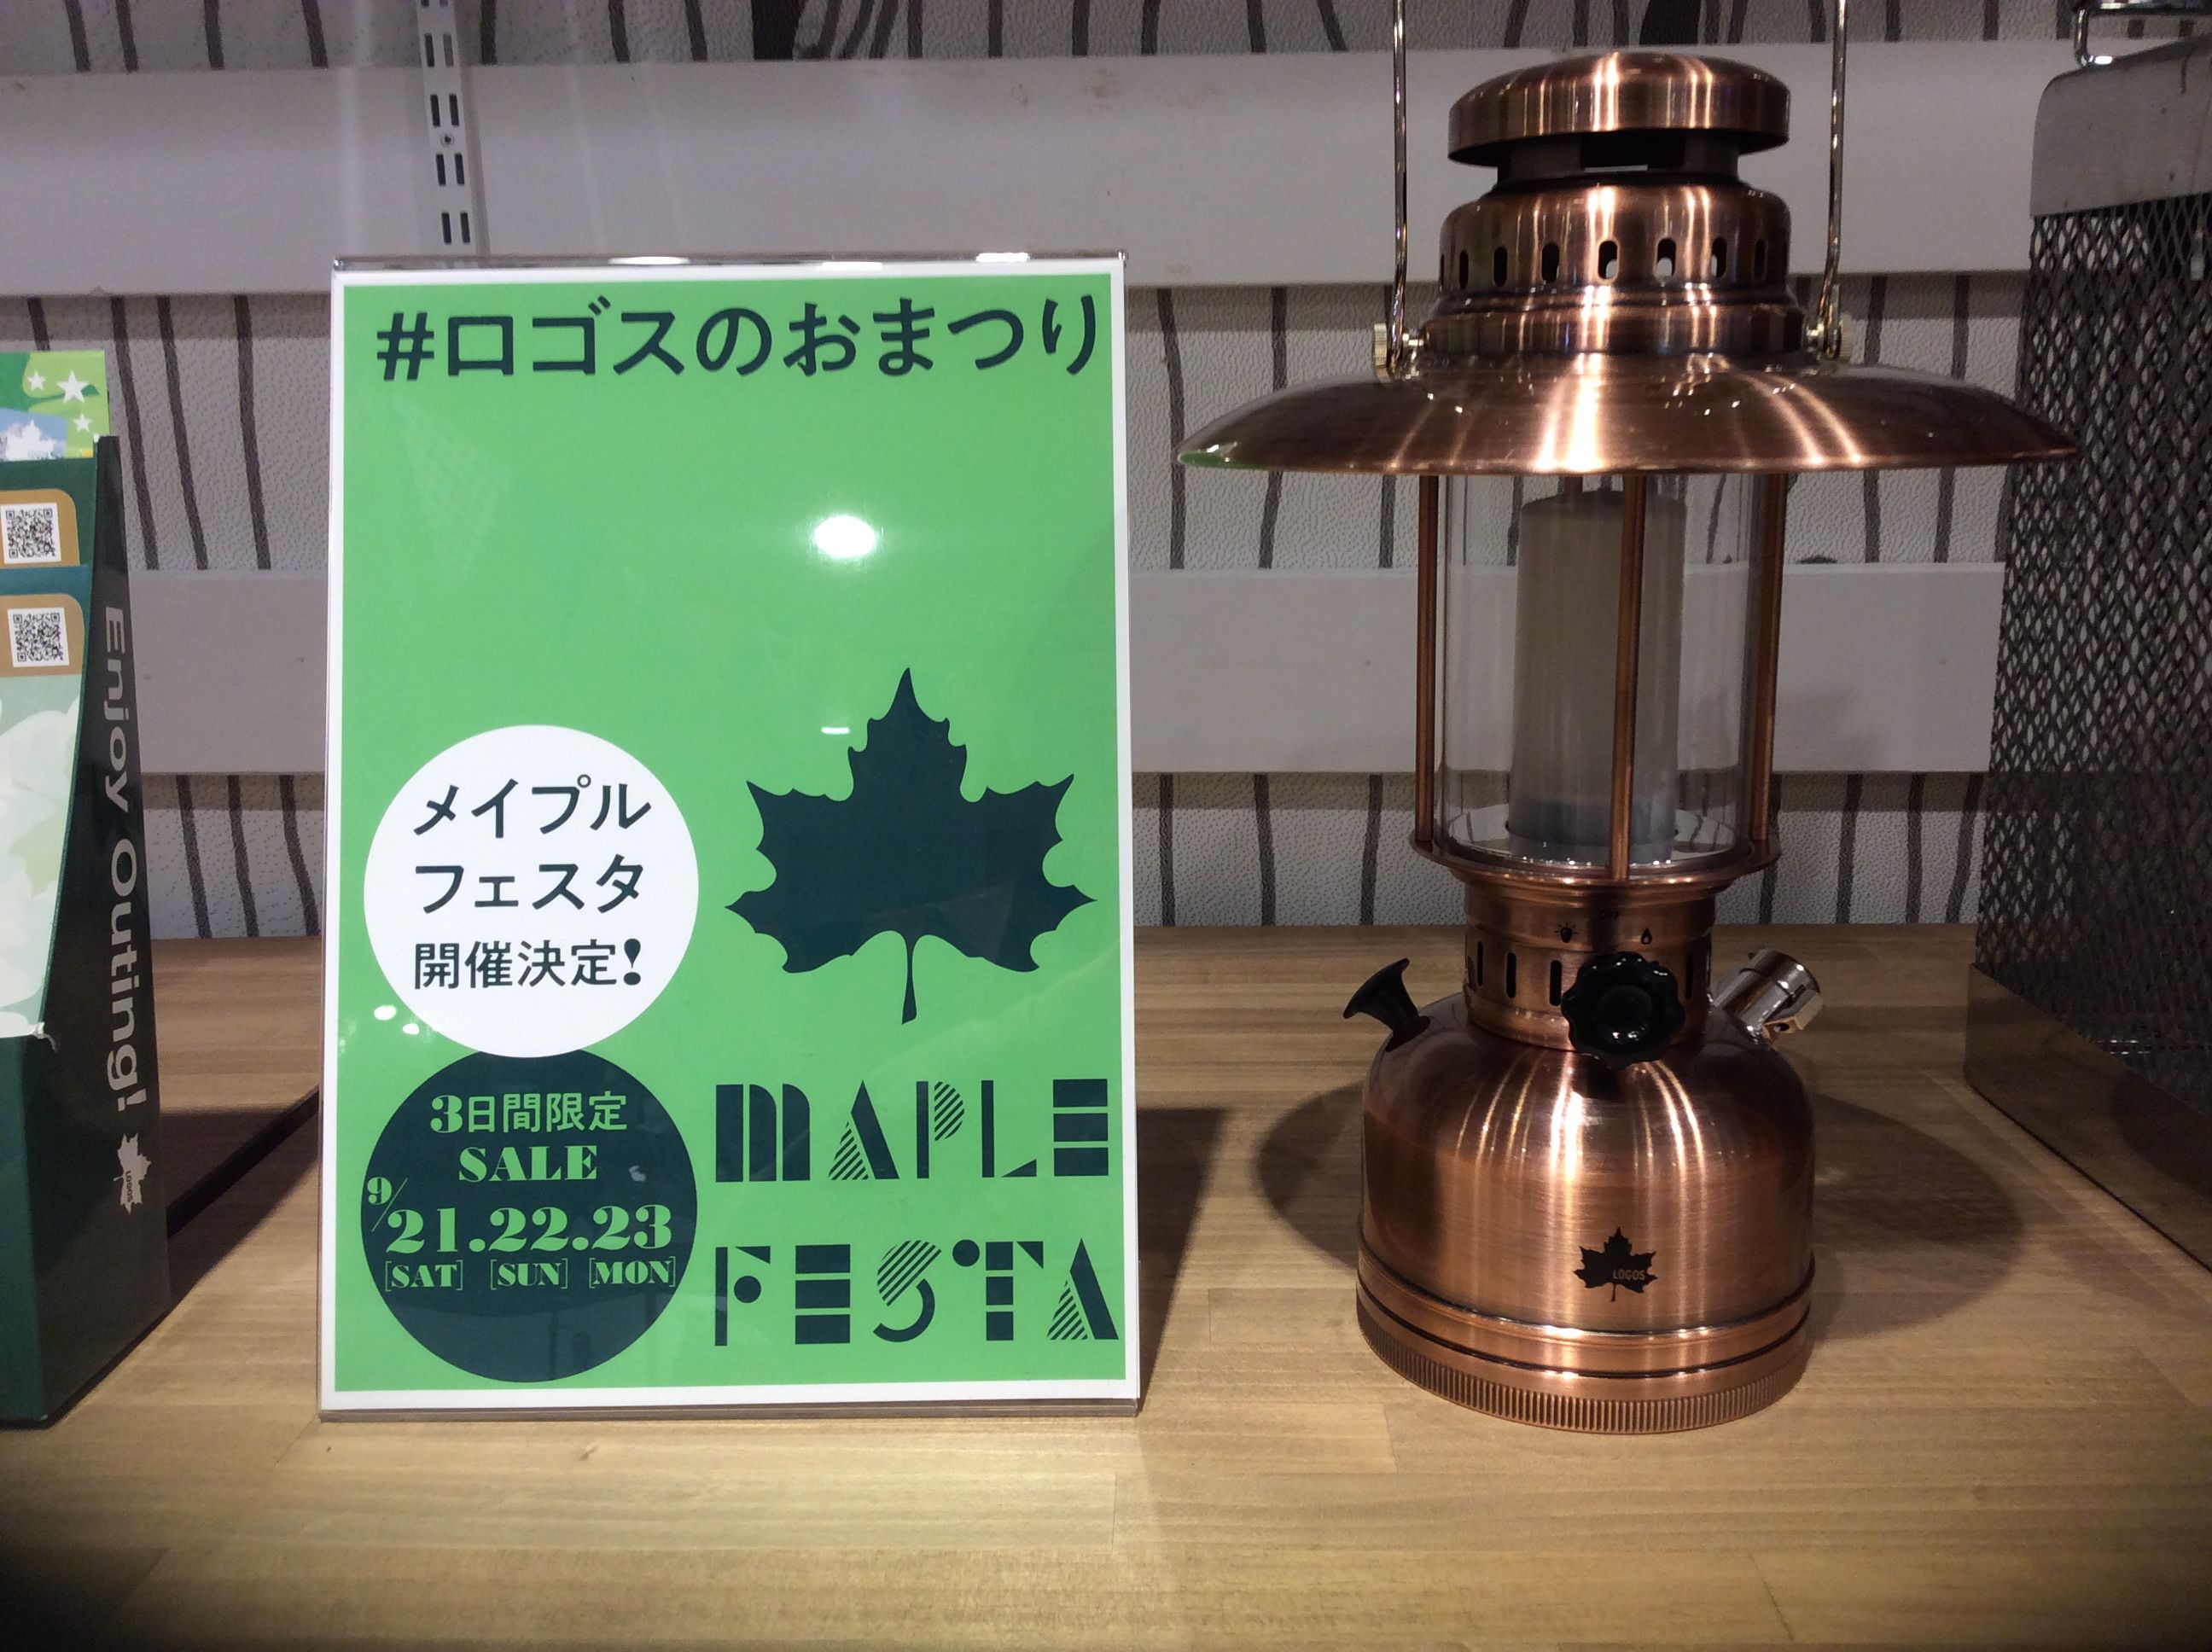 #ロゴスのおまつり
メイプル
フェスタ
開催決定!
3日間限定
SALE
9/21.22.23
[SAT] [SUN] [MON]
MAPLE
FESTA
Enjoy Outing!
LOGOS
OFF
LOGOS